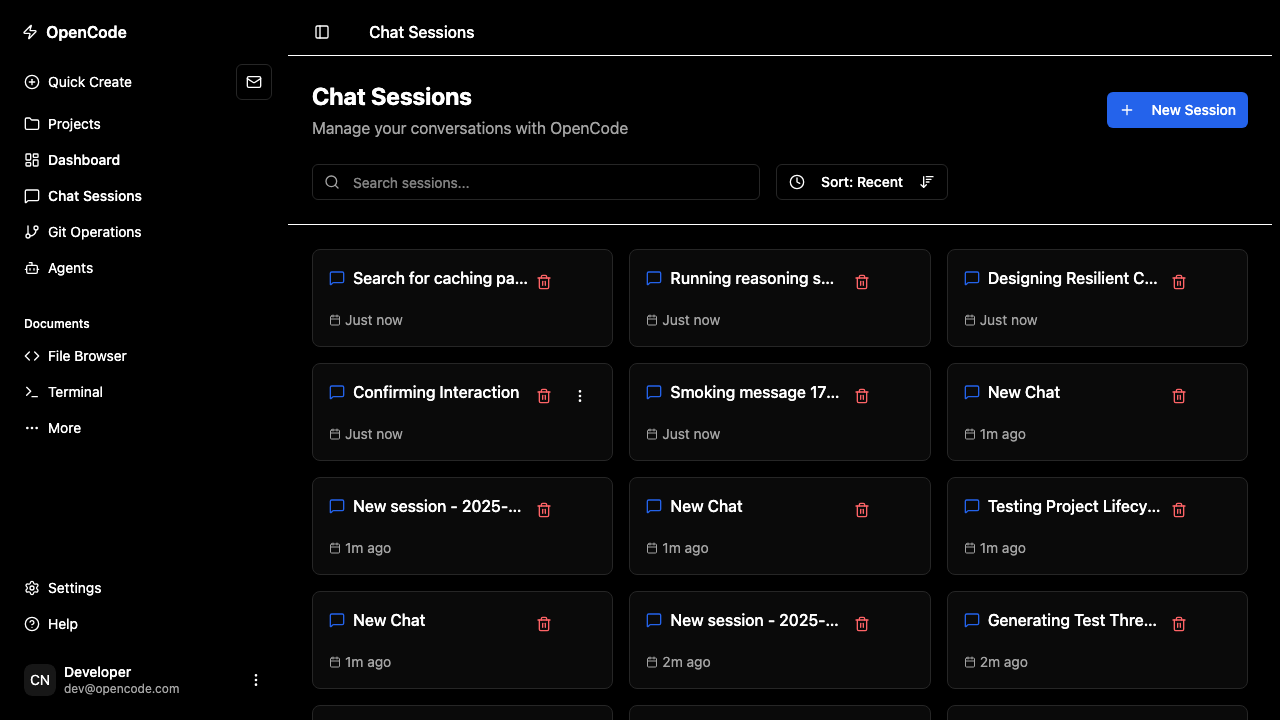 OpenCode
Quick Create
Projects
Dashboard
Chat Sessions
Git Operations
Agents
Documents
File Browser
Terminal
More
Settings
Help
CN
Developer
dev@opencode.com
Chat Sessions
Chat Sessions
Manage your conversations with OpenCode
New Session
Search sessions...
Sort: Recent
Search for caching pa...
Just now
Running reasoning s...
Just now
Designing Resilient C...
Just now
Confirming Interaction
Just now
Smoking message 17...
Just now
New Chat
1m ago
New session - 2025-...
1m ago
New Chat
1m ago
Testing Project Lifecy...
1m ago
New Chat
1m ago
New session - 2025-...
2m ago
Generating Test Thre...
2m ago